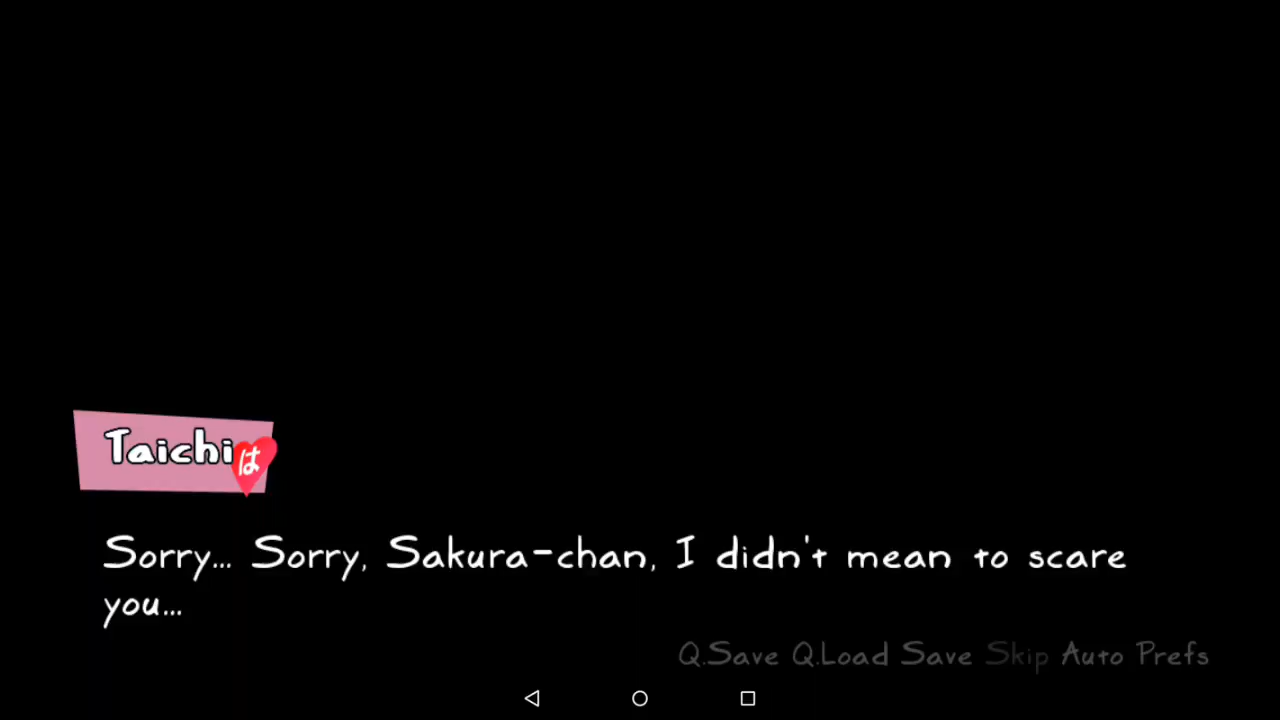 Taichi
は
Sorry... Sorry, Sakura-chan, I didn't mean to scare
you...
Q.Save Q.Load Save Skip Auto Prefs